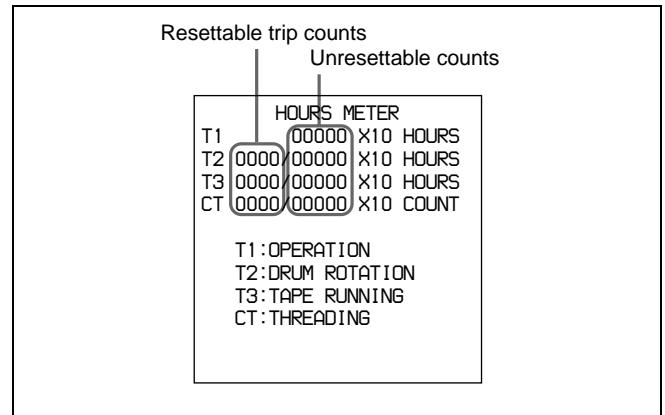 Resettable trip counts
Unresettable counts
HOURS METER
T1 00000 X10 HOURS
T2 0000/00000 X10 HOURS
T3 0000/00000 X10 HOURS
CT 0000/00000 X10 COUNT
T1:OPERATION
T2:DRUM ROTATION
T3:TAPE RUNNING
CT:THREADING